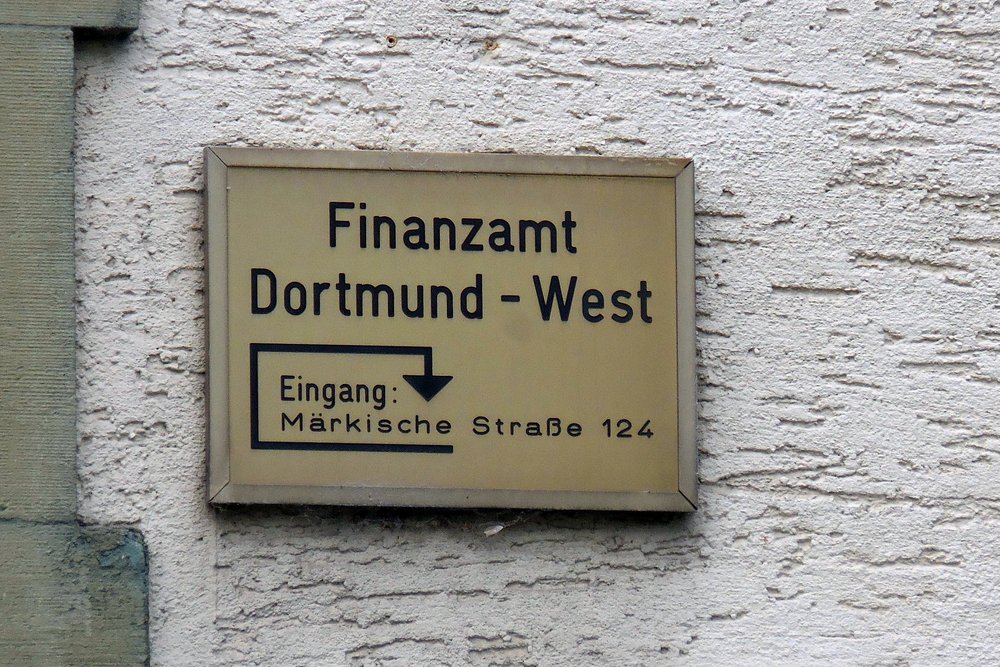 Finanzamt
Dortmund - West
Eingang:
Märkische Straße 124